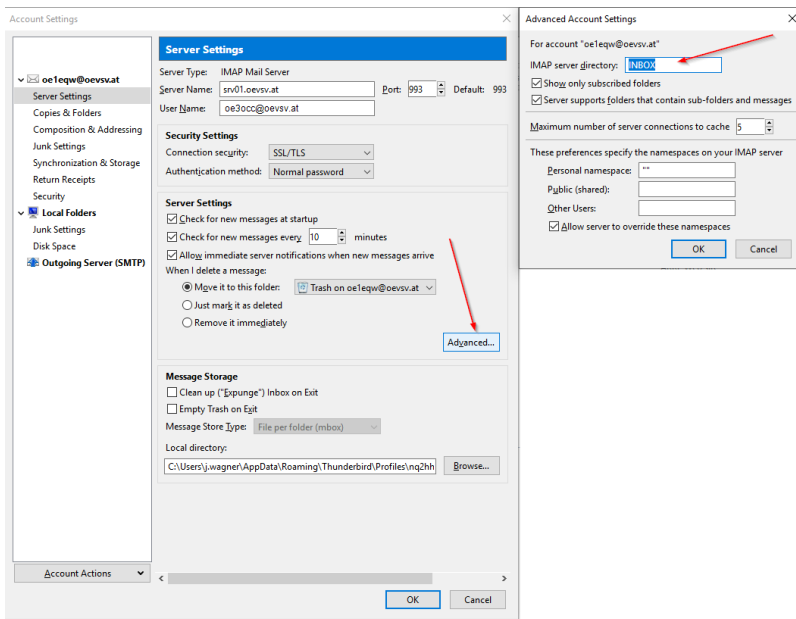 Account Settings
oe1eqw@oevsv.at
Server Settings
Copies & Folders
Composition & Addressing
Junk Settings
Synchronization & Storage
Return Receipts
Security
Local Folders
Junk Settings
Disk Space
Outgoing Server (SMTP)
Account Actions
Server Settings
Server Type: IMAP Mail Server
Server Name: srv01.oevsv.at Port: 993 Default: 993
User Name: oe3occ@oevsv.at
Security Settings
Connection security: SSL/TLS
Authentication method: Normal password
Server Settings
Check for new messages at startup
Check for new messages every 10 minutes
Allow immediate server notifications when new messages arrive
When I delete a message:
Move it to this folder: Trash on oe1eqw@oevsv.at
Just mark it as deleted
Remove it immediately
Advanced...
Message Storage
Clean up ("Expunge") Inbox on Exit
Empty Trash on Exit
Message Store Type: File per folder (mbox)
Local directory:
C:\Users\j.wagner\AppData\Roaming\Thunderbird\Profiles\nq2hh Browse...
OK Cancel
Advanced Account Settings
For account "oe1eqw@oevsv.at"
IMAP server directory: INBOX
Show only subscribed folders
Server supports folders that contain sub-folders and messages
Maximum number of server connections to cache 5
These preferences specify the namespaces on your IMAP server
Personal namespace: ""
Public (shared):
Other Users:
Allow server to override these namespaces
OK Cancel